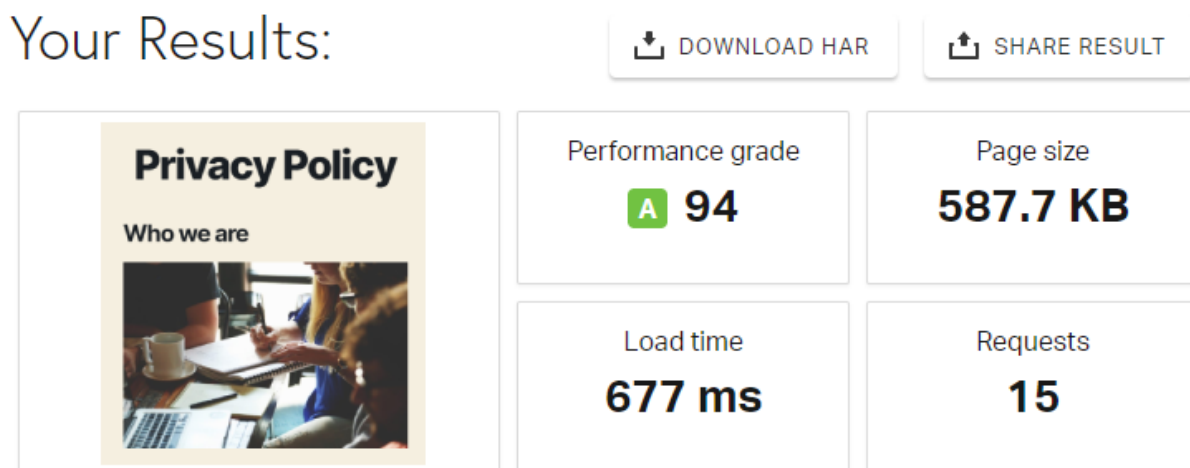 Your Results:
DOWNLOAD HAR
SHARE RESULT
Privacy Policy
Who we are
Performance grade
A 94
Page size
587.7 KB
Load time
677 ms
Requests
15